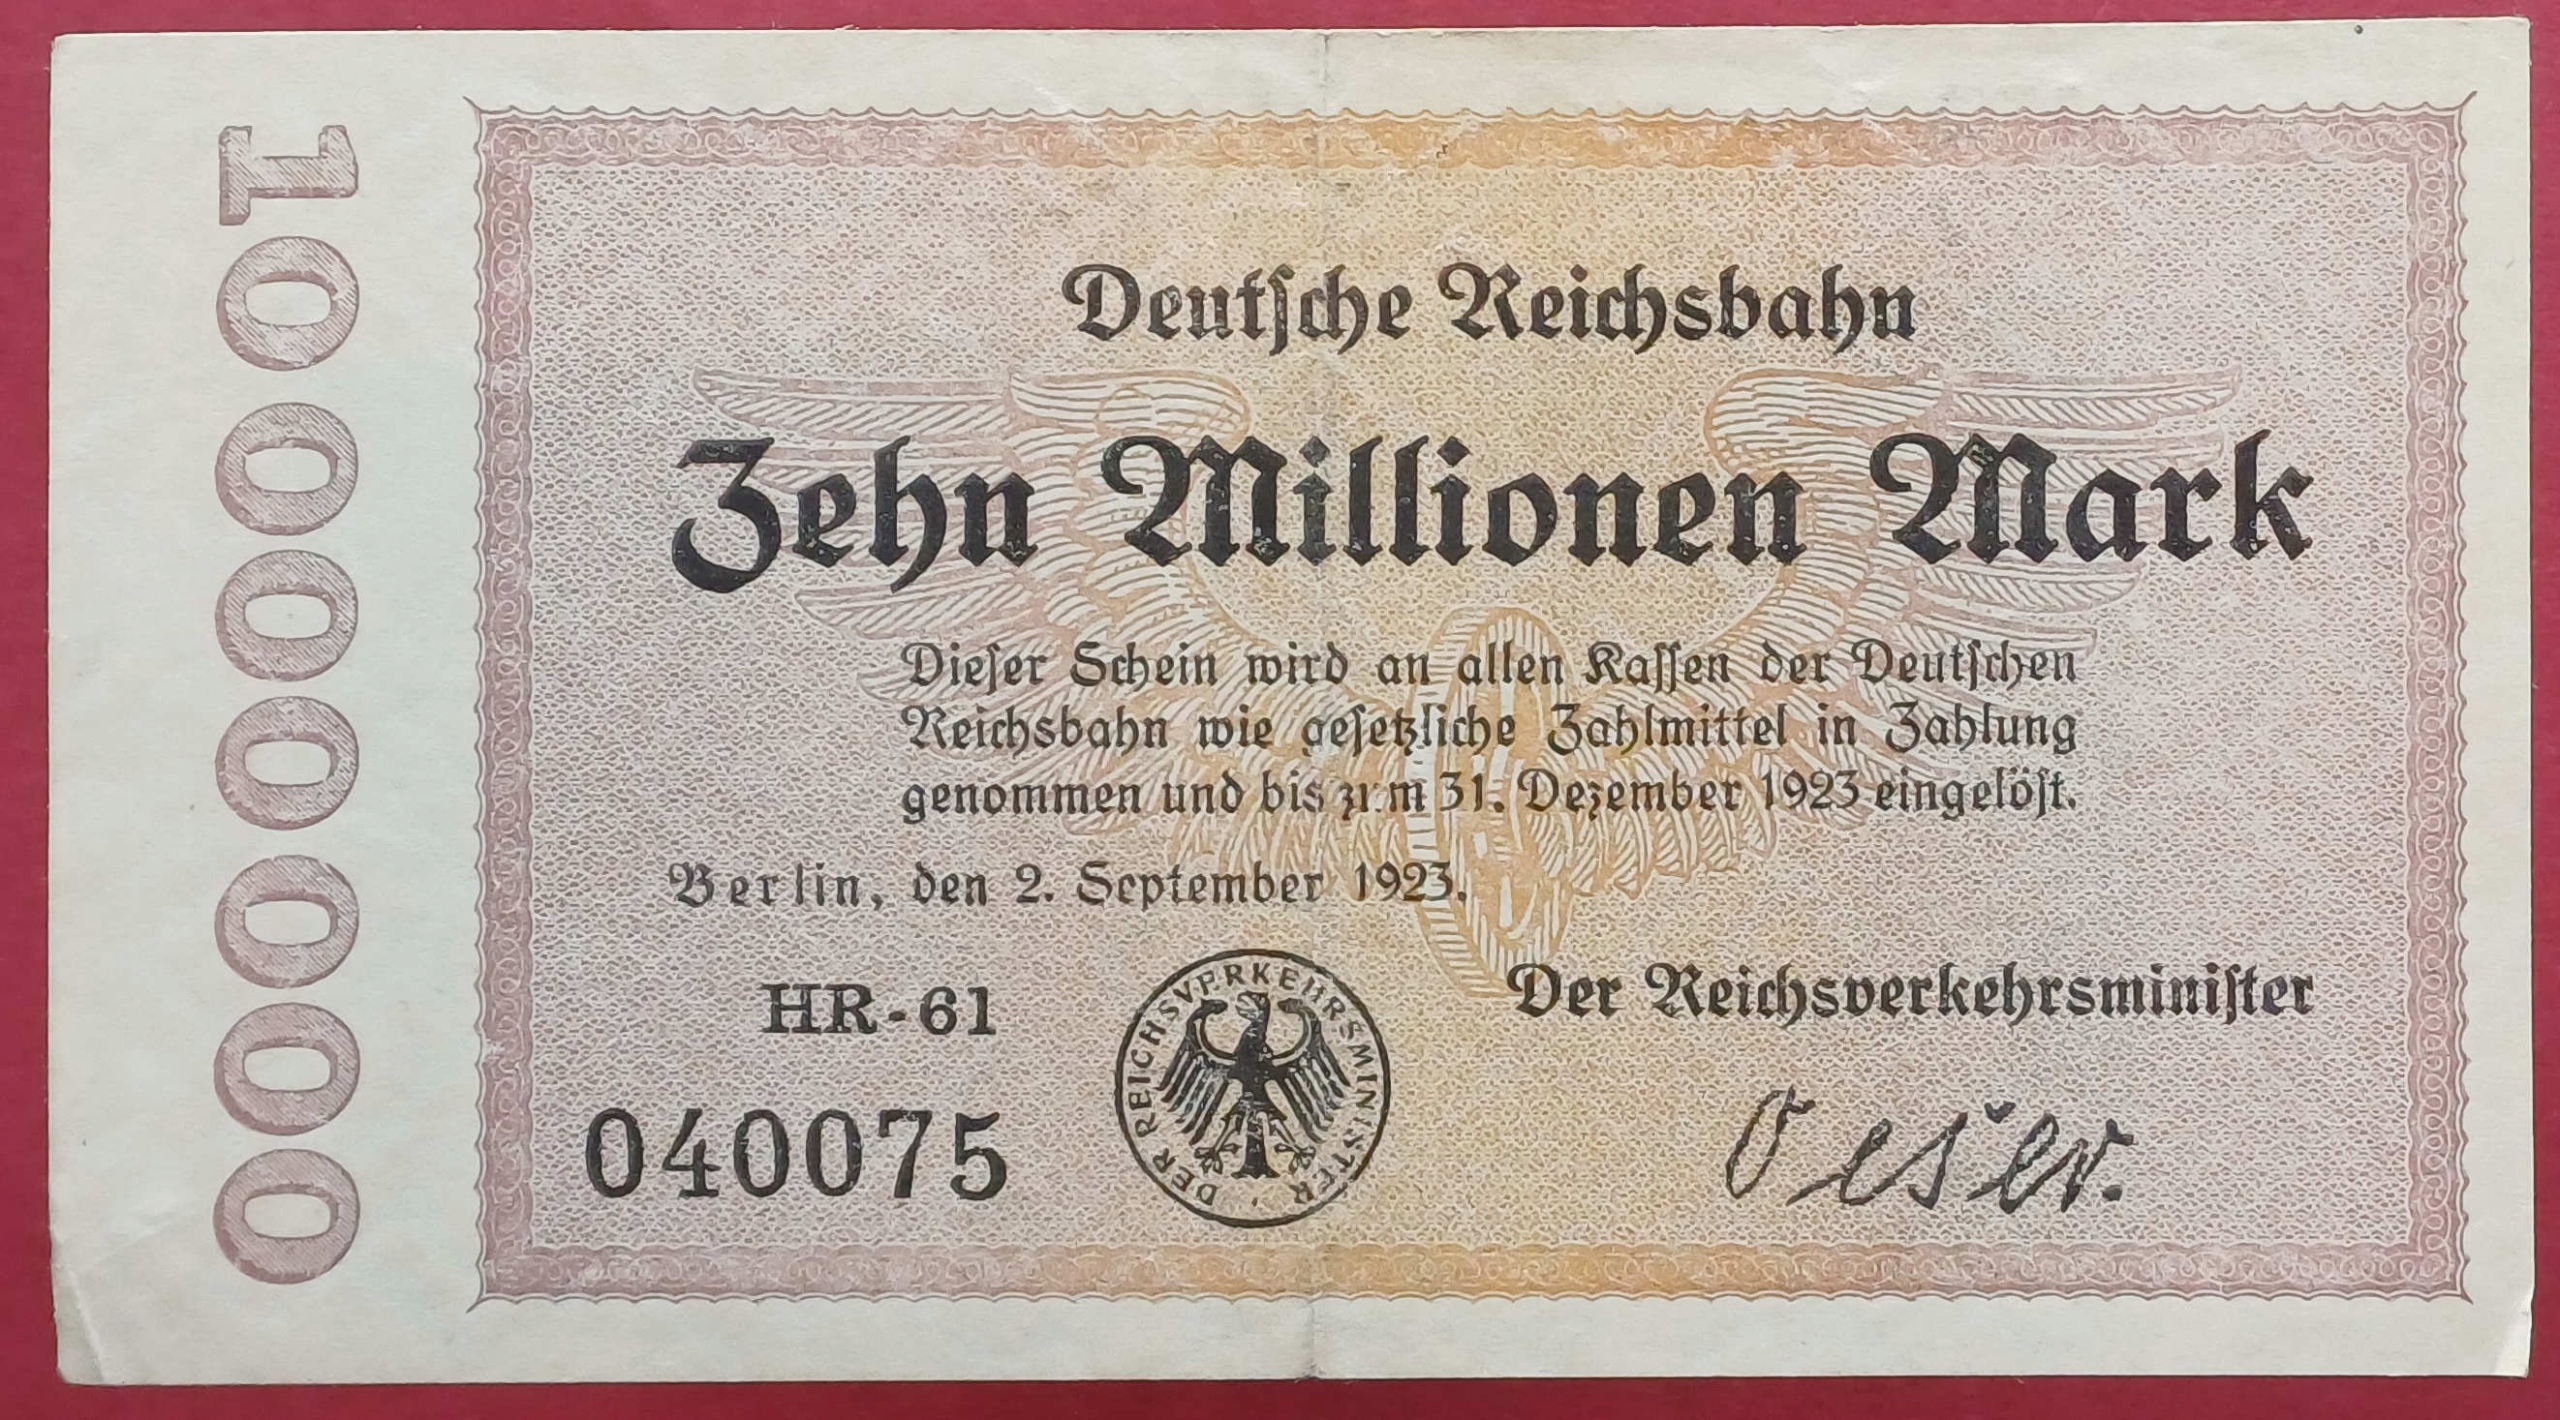 10000000
Deutſche Reichsbahn
Zehn Millionen Mark
Dieſer Schein wird an allen Kaſſen der Deutſchen
Reichsbahn wie geſetzliche Zahlmittel in Zahlung
genommen und bis zum 31. Dezember 1923 eingelöſt.
Berlin, den 2. September 1923.
HR-61
040075
DER REICHSVERKEHRSMINISTER
Der Reichsverkehrsminiſter
Oeser.